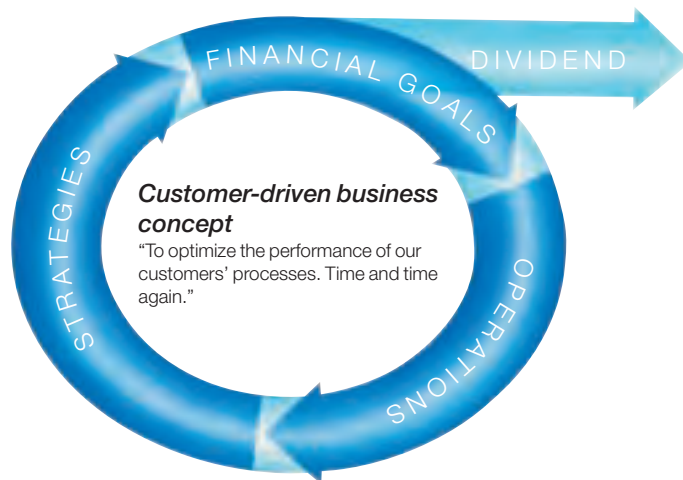 FINANCIAL GOALS
DIVIDEND
STRATEGIES
Customer-driven business
concept
“To optimize the performance of our
customers’ processes. Time and time
again.”
OPERATIONS